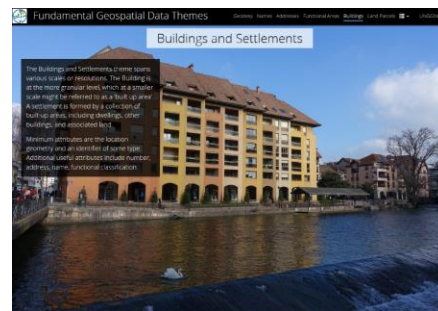 Fundamental Geospatial Data Themes
Geodesy Names Addresses Functional Areas Buildings Land Parcels
Buildings and Settlements
The Buildings and Settlements theme spans
various scales or resolutions. The Building is
at the more granular level, which at a smaller
scale might be referred to as a 'built up area'.
A settlement is formed by a collection of
built-up areas, including dwellings, other
buildings, and associated land.
Minimum attributes are the location
geometry and an identifier of some type.
Additional useful attributes include number,
address, name, functional classification.